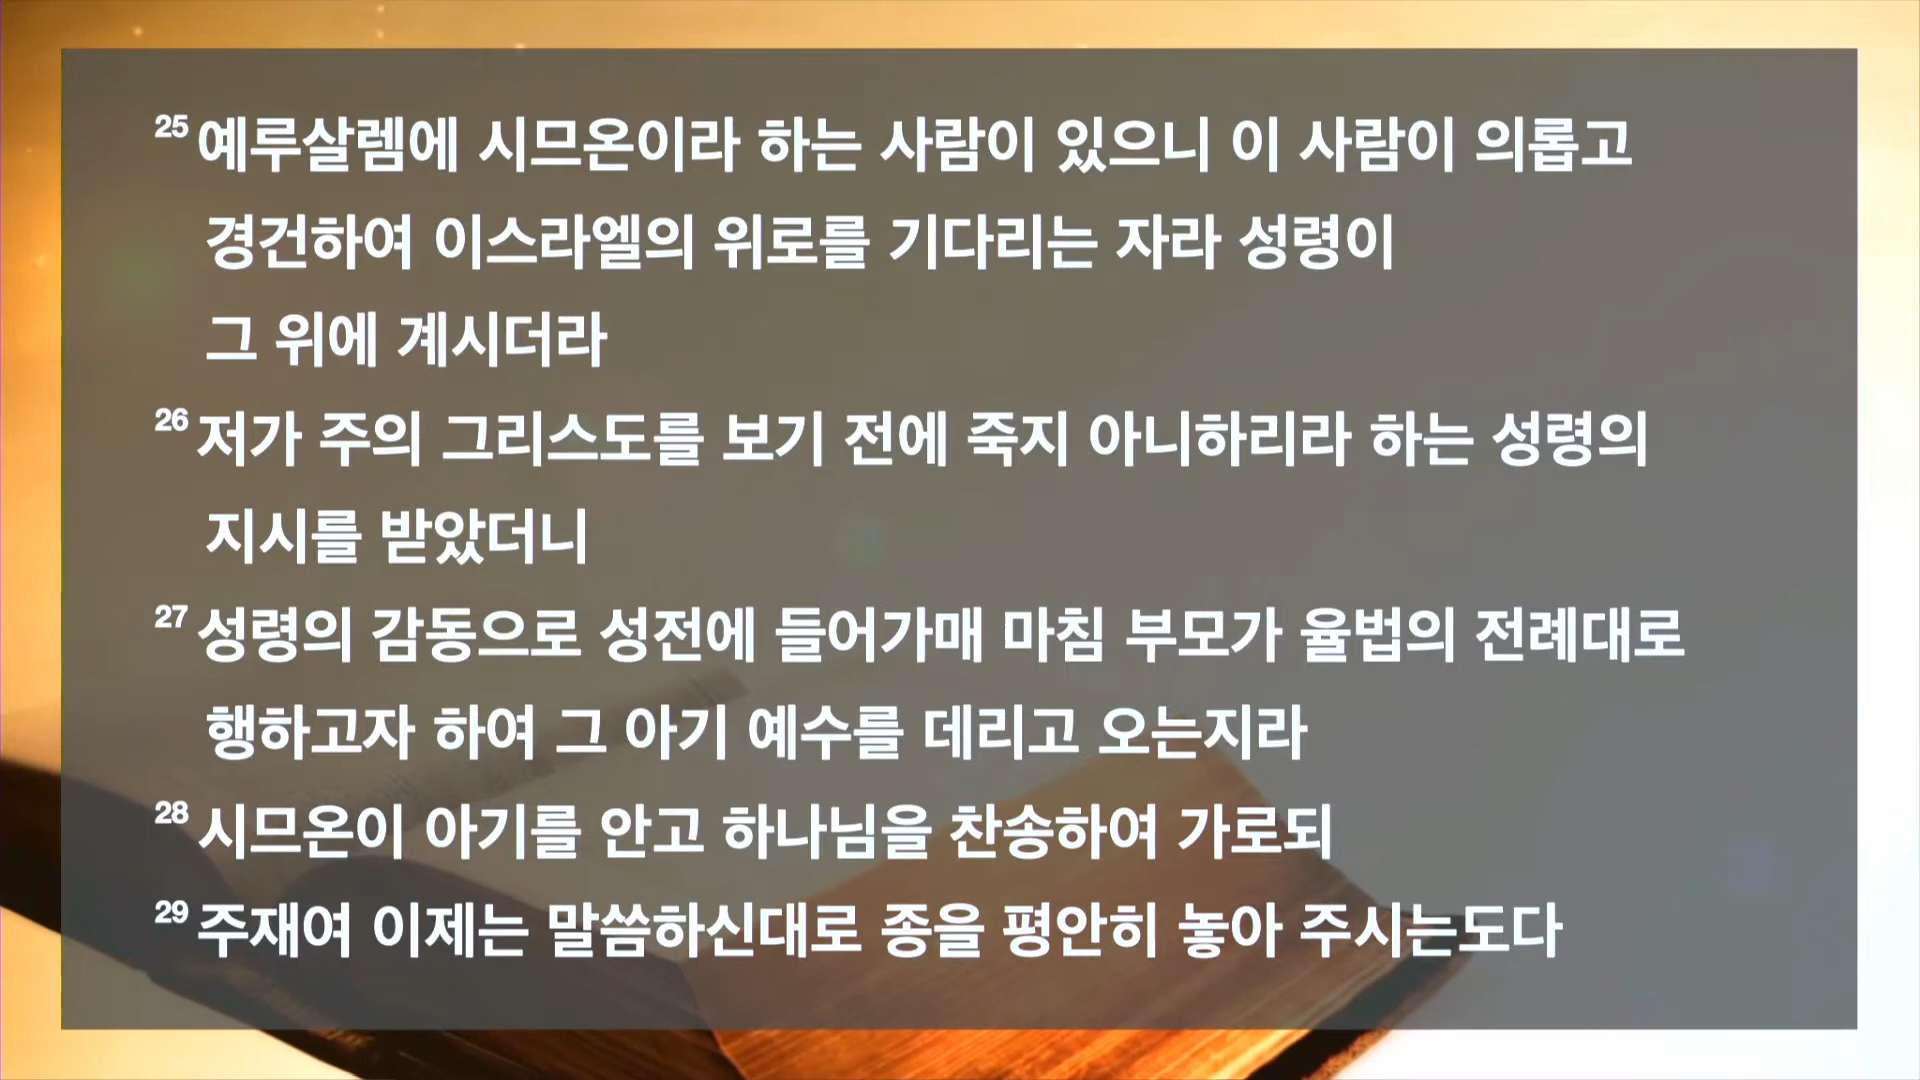 25 예루살렘에 시므온이라 하는 사람이 있으니 이 사람이 의롭고
경건하여 이스라엘의 위로를 기다리는 자라 성령이
그 위에 계시더라
26 저가 주의 그리스도를 보기 전에 죽지 아니하리라 하는 성령의
지시를 받았더니
27 성령의 감동으로 성전에 들어가매 마침 부모가 율법의 전례대로
행하고자 하여 그 아기 예수를 데리고 오는지라
28 시므온이 아기를 안고 하나님을 찬송하여 가로되
29 주재여 이제는 말씀하신대로 종을 평안히 놓아 주시는도다